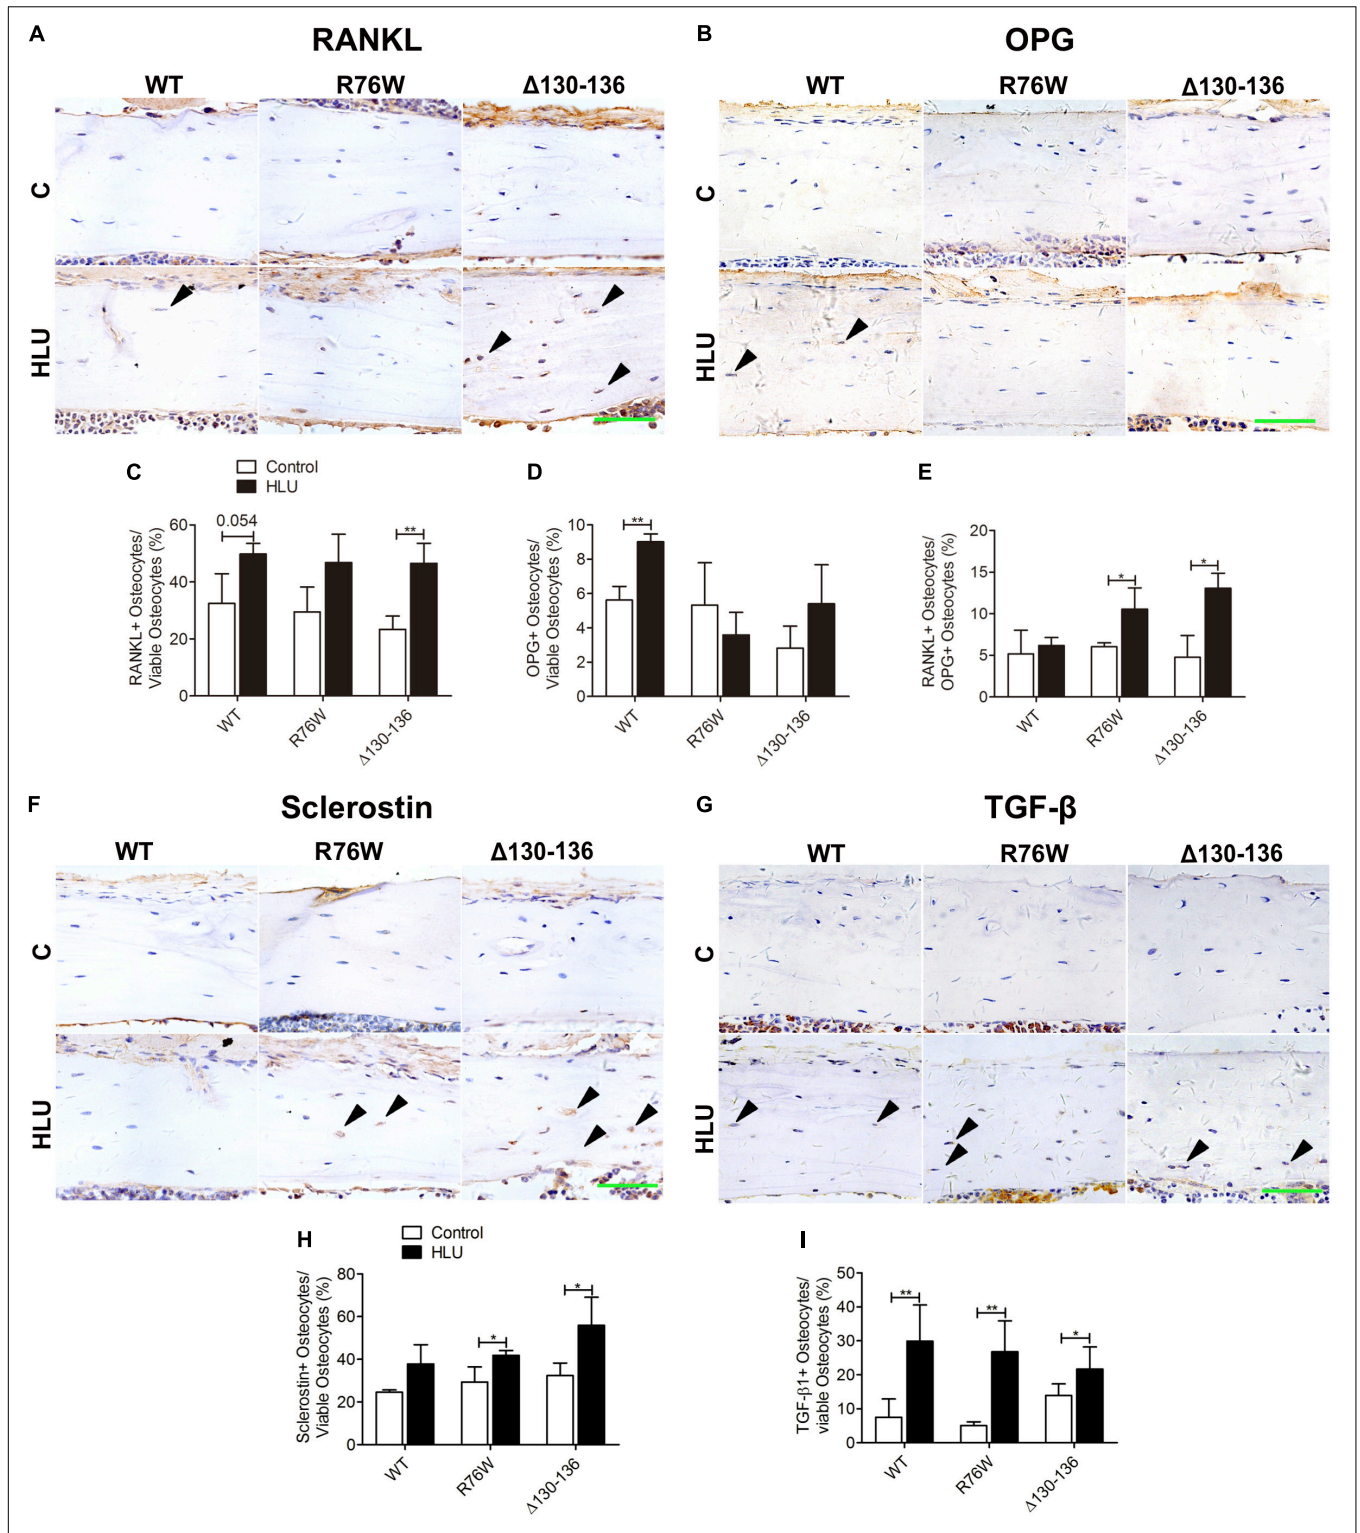 A
RANKL
WT R76W Δ130-136
C
HLU
B
OPG
WT R76W Δ130-136
C
HLU
C
Control
HLU
RANKL+ Osteocytes/
Viable Osteocytes (%)
60
40
20
0
0.054
**
WT
R76W
Δ130-136
D
OPG+ Osteocytes/
Viable Osteocytes (%)
10
8
6
4
2
0
**
WT
R76W
Δ130-136
E
RANKL+ Osteocytes/
OPG+ Osteocytes (%)
20
15
10
5
0
*
*
WT
R76W
Δ130-136
F
Sclerostin
WT R76W Δ130-136
C
HLU
G
TGF-β
WT R76W Δ130-136
C
HLU
H
Control
HLU
Sclerostin+ Osteocytes/
Viable Osteocytes (%)
80
60
40
20
0
*
*
WT
R76W
Δ130-136
I
TGF-β1+ Osteocytes/
viable Osteocytes (%)
50
40
30
20
10
0
**
**
*
WT
R76W
Δ130-136